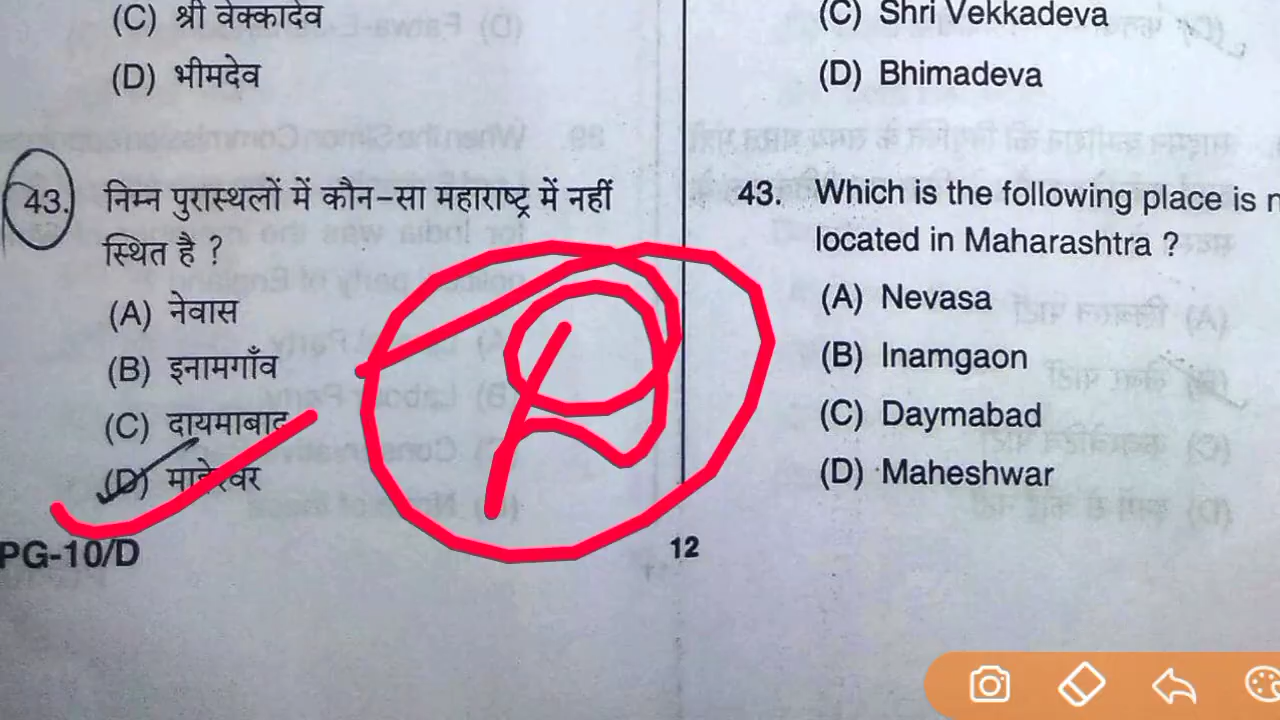 (C) श्री वेक्कादेव
(D) भीमदेव
43. निम्न पुरास्थलों में कौन-सा महाराष्ट्र में नहीं
स्थित है ?
(A) नेवास
(B) इनामगाँव
(C) दायमाबाद
(D) माहेश्वर
PG-10/D
12
(C) Shri Vekkadeva
(D) Bhimadeva
43. Which is the following place is
located in Maharashtra ?
(A) Nevasa
(B) Inamgaon
(C) Daymabad
(D) Maheshwar
R